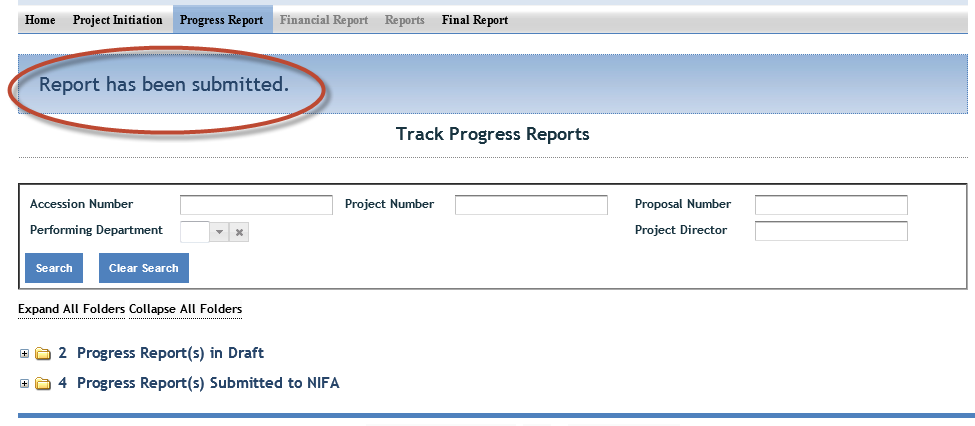 Home Project Initiation Progress Report Financial Report Reports Final Report
Report has been submitted.
Track Progress Reports
Accession Number Project Number Proposal Number
Performing Department Project Director
Search Clear Search
Expand All Folders Collapse All Folders
2 Progress Report(s) in Draft
4 Progress Report(s) Submitted to NIFA